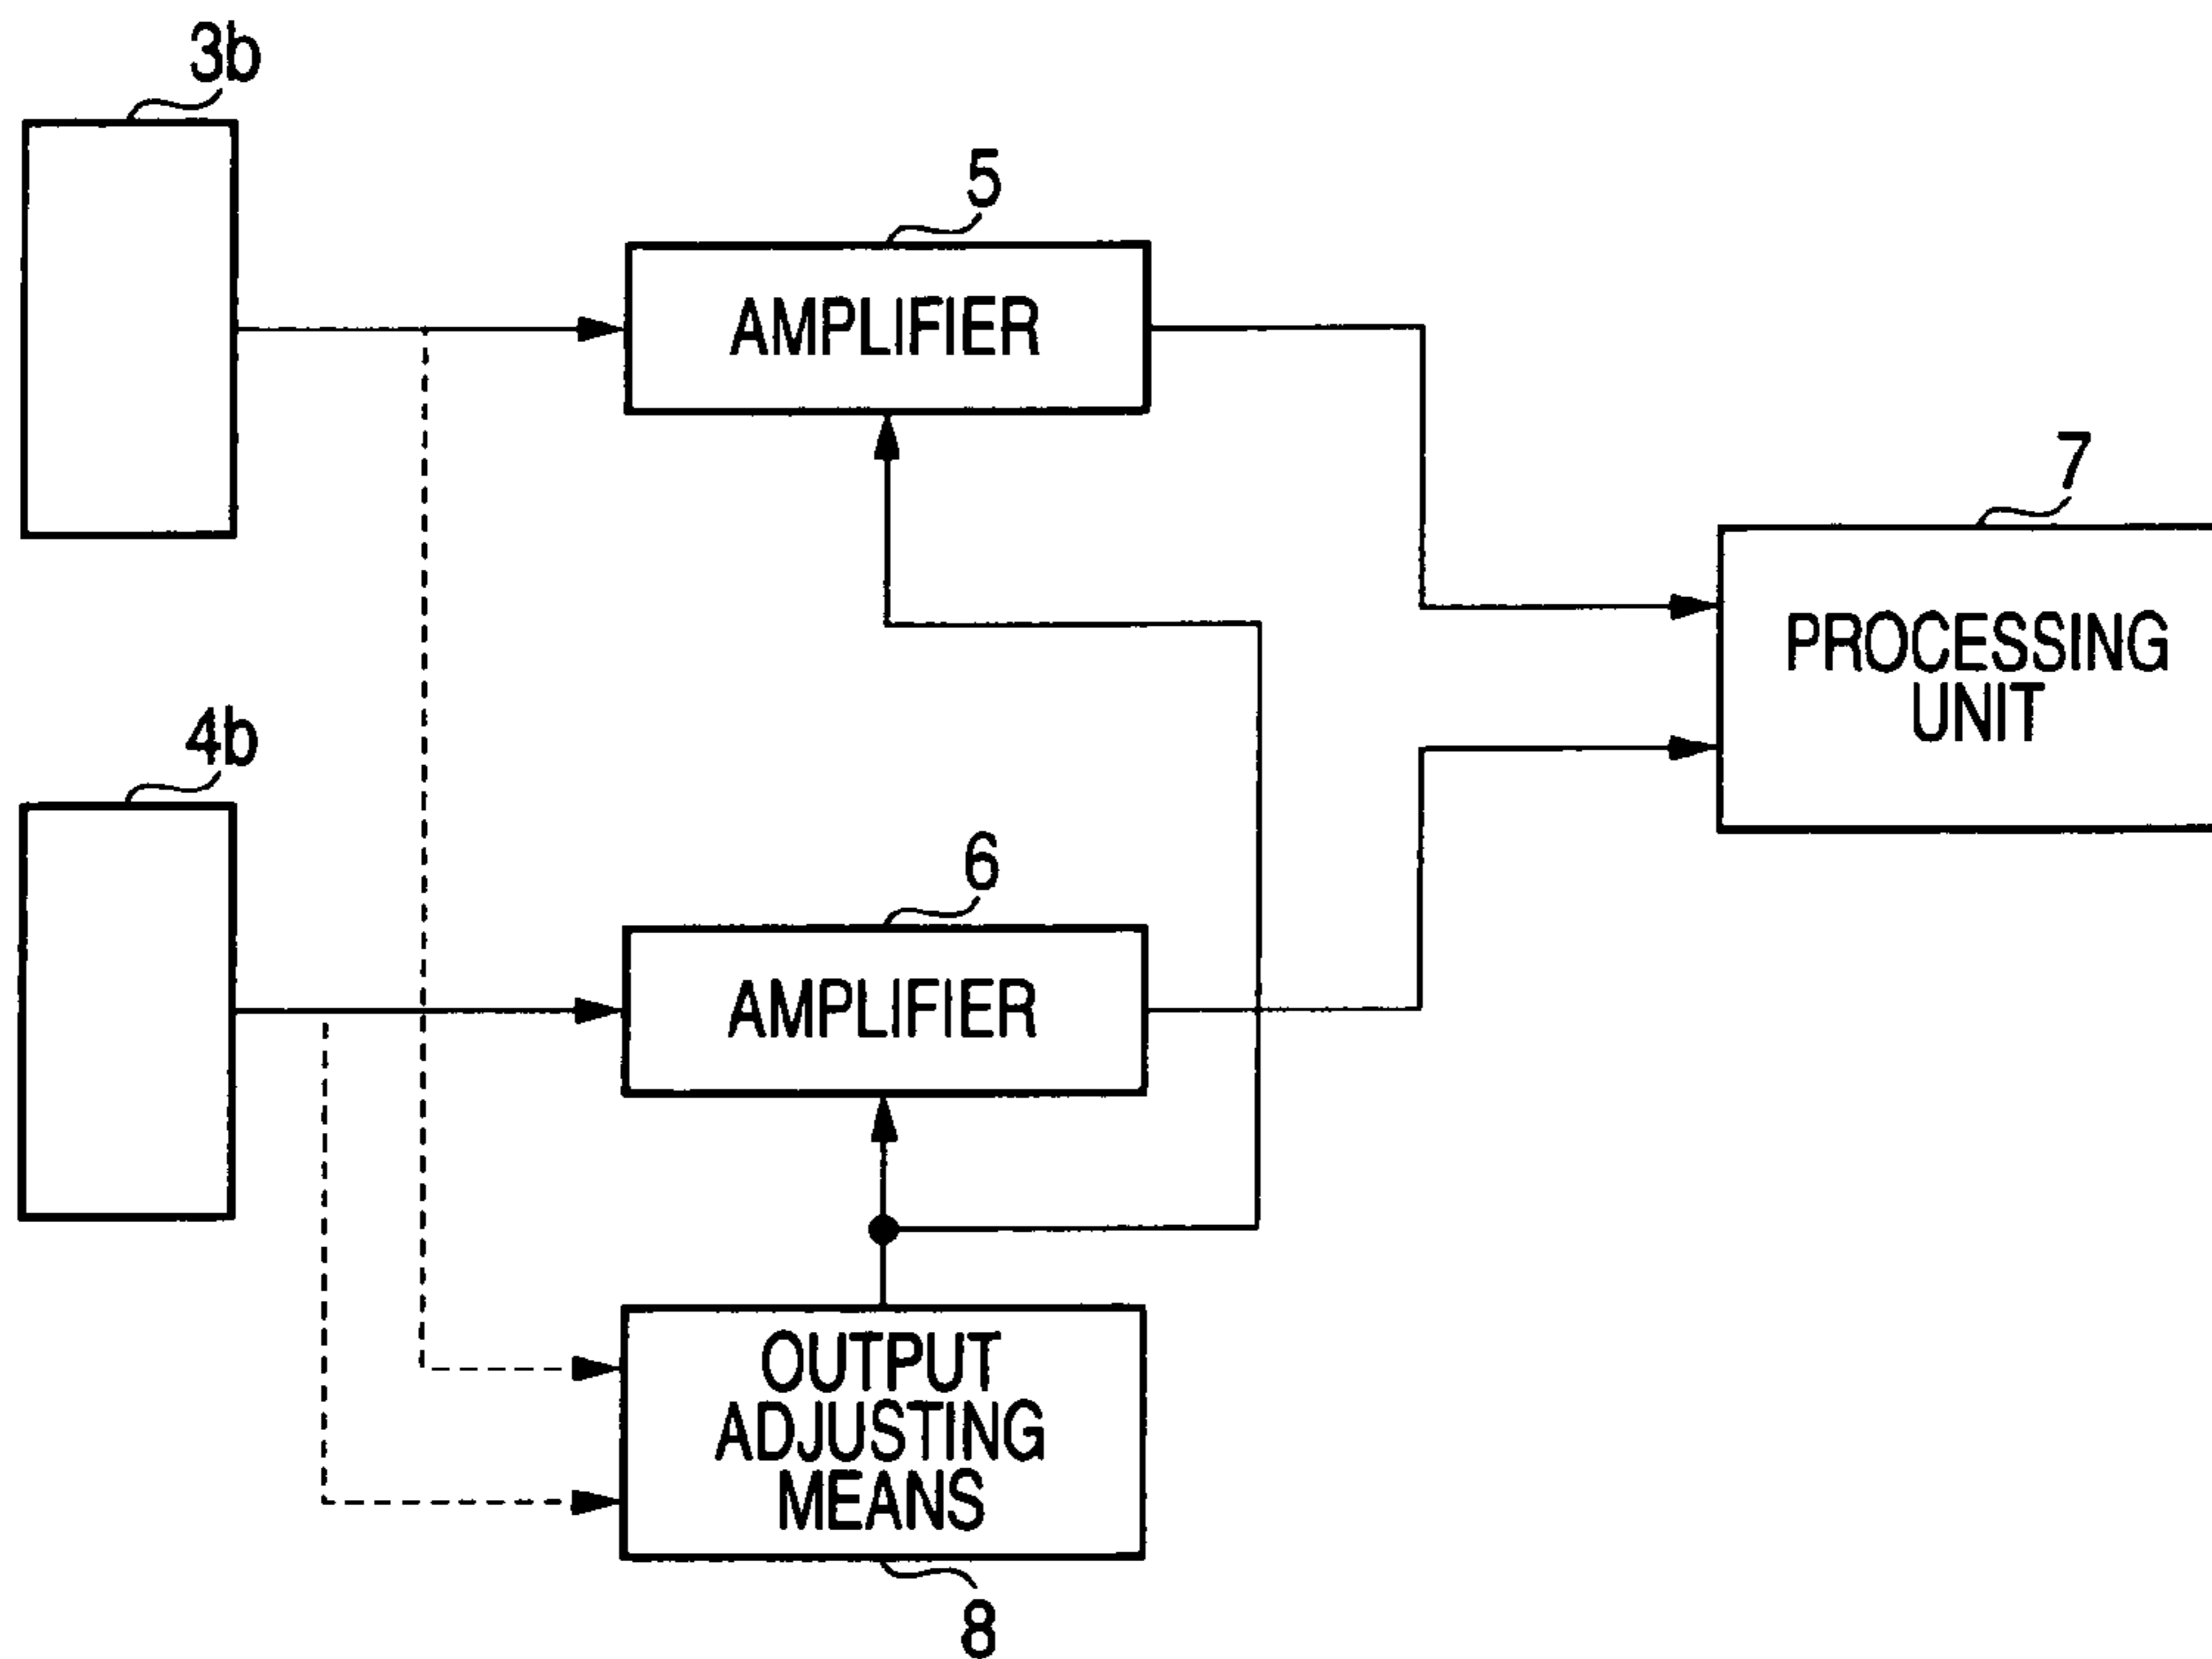 3b
5
AMPLIFIER
7
PROCESSING
UNIT
4b
6
AMPLIFIER
OUTPUT
ADJUSTING
MEANS
8